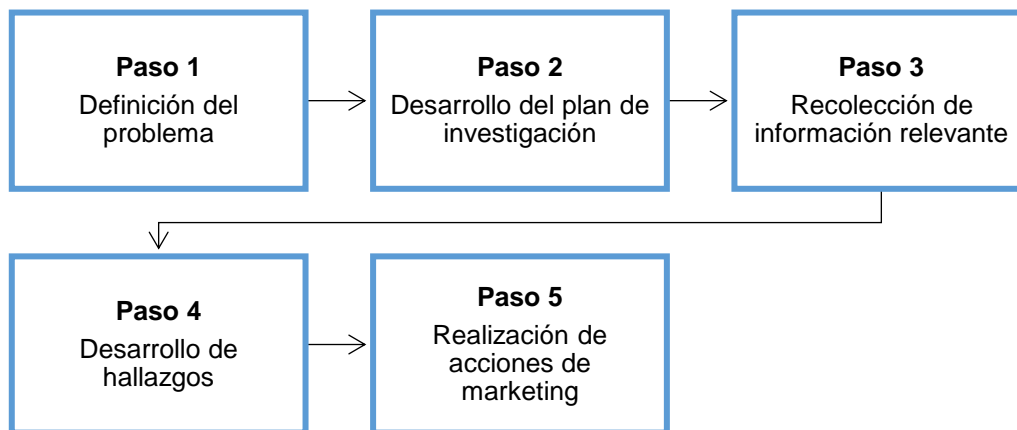 Paso 1
Definición del
problema
Paso 2
Desarrollo del plan de
investigación
Paso 3
Recolección de
información relevante
Paso 4
Desarrollo de
hallazgos
Paso 5
Realización de
acciones de
marketing